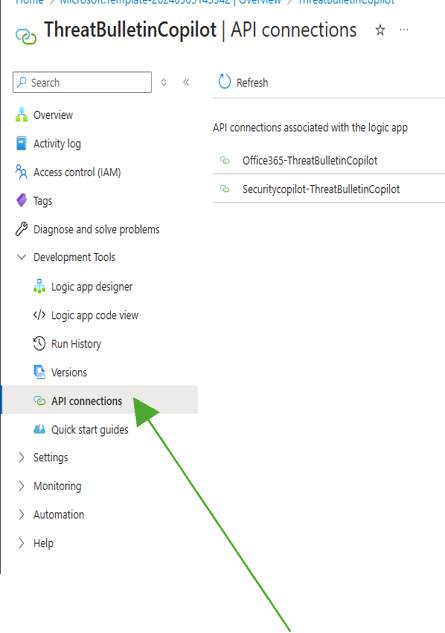 Home > Microsoft.Template-20240905145542 | Overview > ThreatBulletinCopilot
ThreatBulletinCopilot | API connections
Search
Refresh
Overview
Activity log
Access control (IAM)
Tags
Diagnose and solve problems
Development Tools
Logic app designer
Logic app code view
Run History
Versions
API connections
Quick start guides
Settings
Monitoring
Automation
Help
API connections associated with the logic app
Office365-ThreatBulletinCopilot
Securitycopilot-ThreatBulletinCopilot